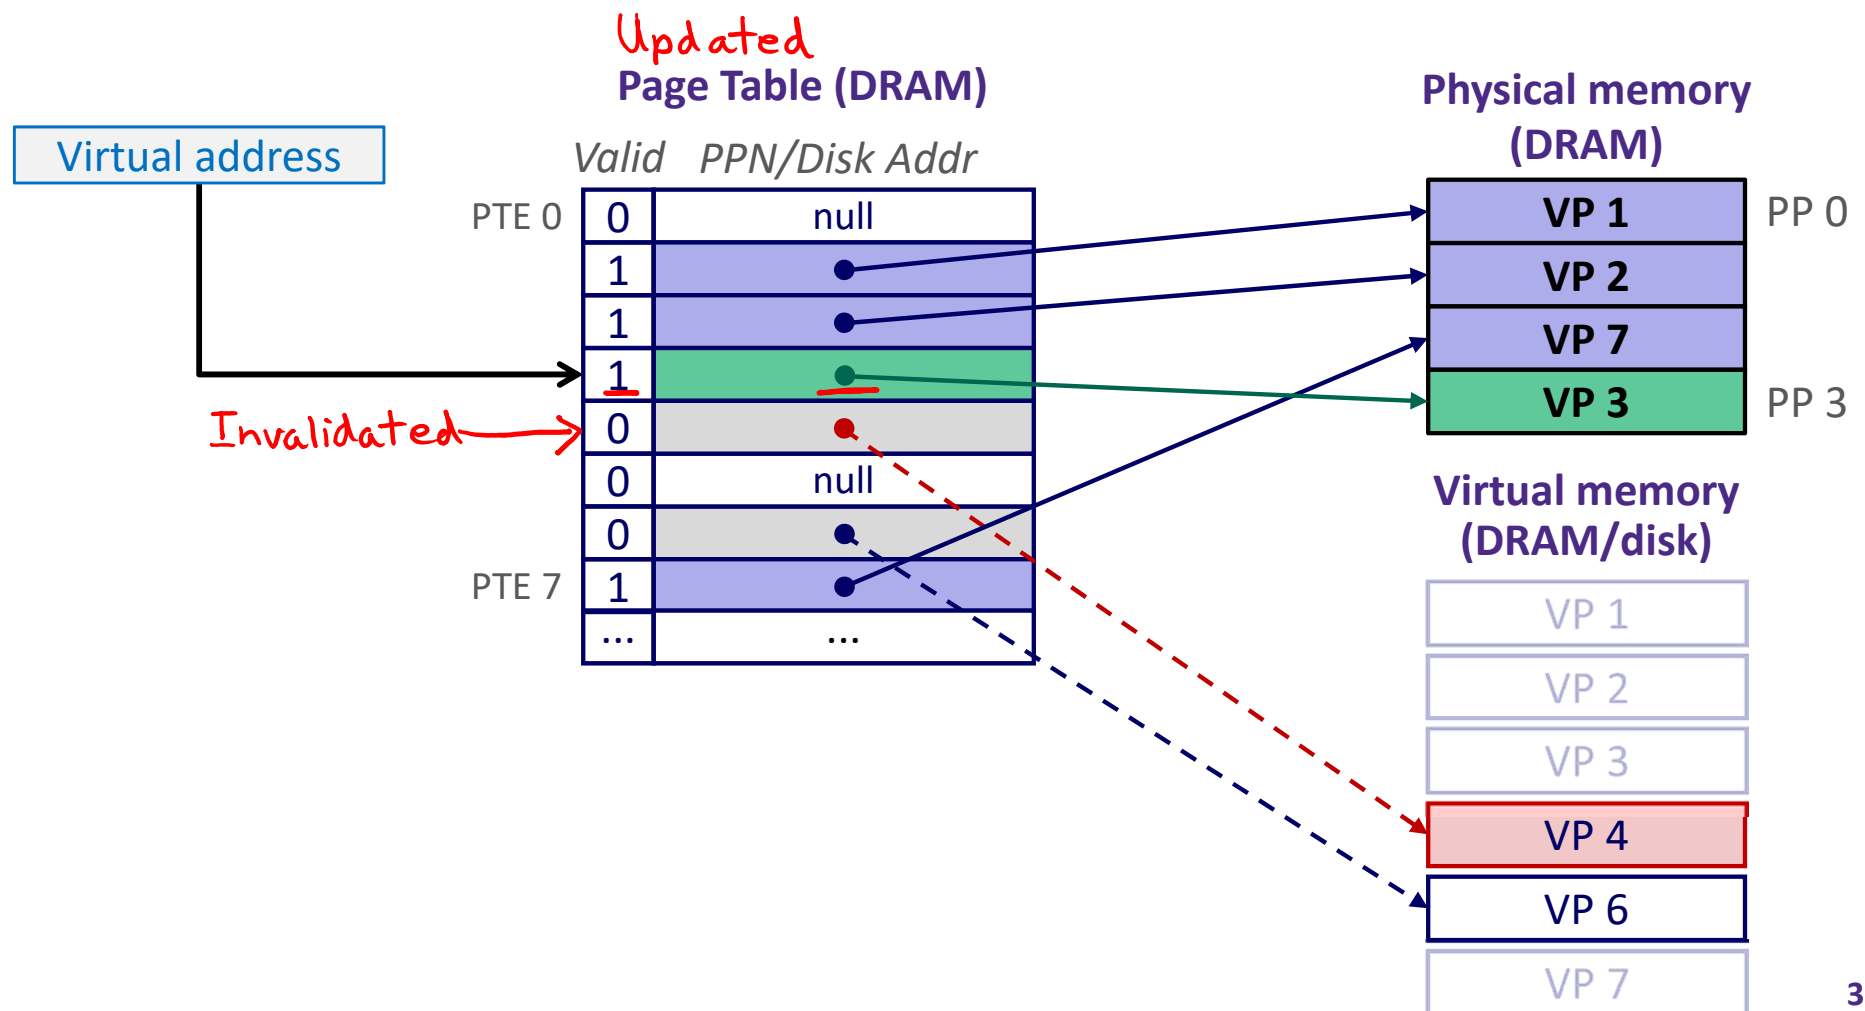 Updated
Page Table (DRAM)
Physical memory
(DRAM)
Virtual address
Valid PPN/Disk Addr
PTE 0 0 null
1
1
1
Invalidated 0
0 null
0
PTE 7 1
... ...
VP 1 PP 0
VP 2
VP 7
VP 3 PP 3
Virtual memory
(DRAM/disk)
VP 1
VP 2
VP 3
VP 4
VP 6
VP 7
3